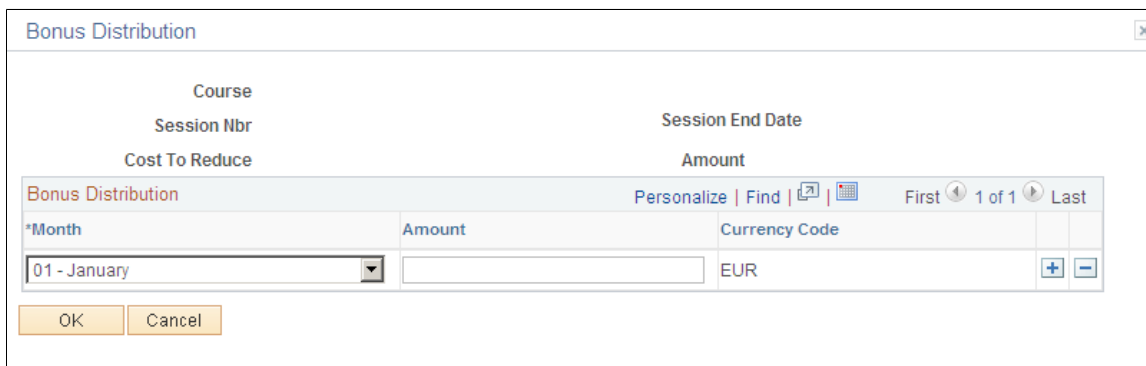 Bonus Distribution
Course
Session Nbr Session End Date
Cost To Reduce Amount
Bonus Distribution Personalize | Find | | First 1 of 1 Last
*Month Amount Currency Code
01 - January EUR
OK Cancel